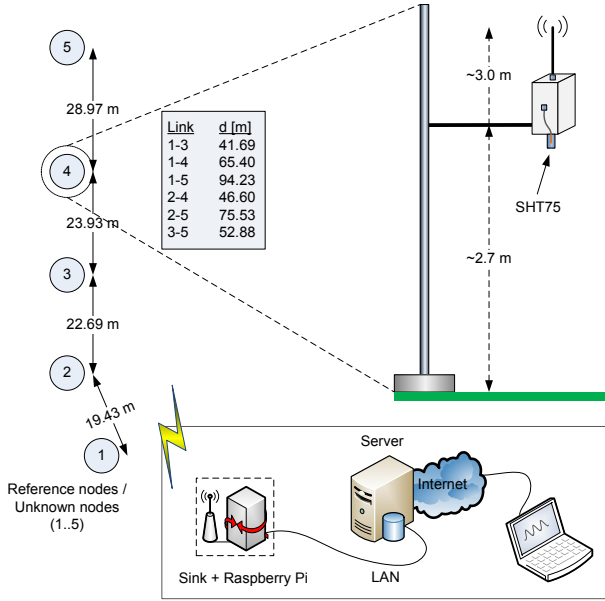 5
28.97 m
4
23.93 m
3
22.69 m
2
19.43 m
1
Reference nodes /
Unknown nodes
(1..5)
Link d [m]
1-3 41.69
1-4 65.40
1-5 94.23
2-4 46.60
2-5 75.53
3-5 52.88
~3.0 m
SHT75
~2.7 m
Server
Internet
Sink + Raspberry Pi
LAN